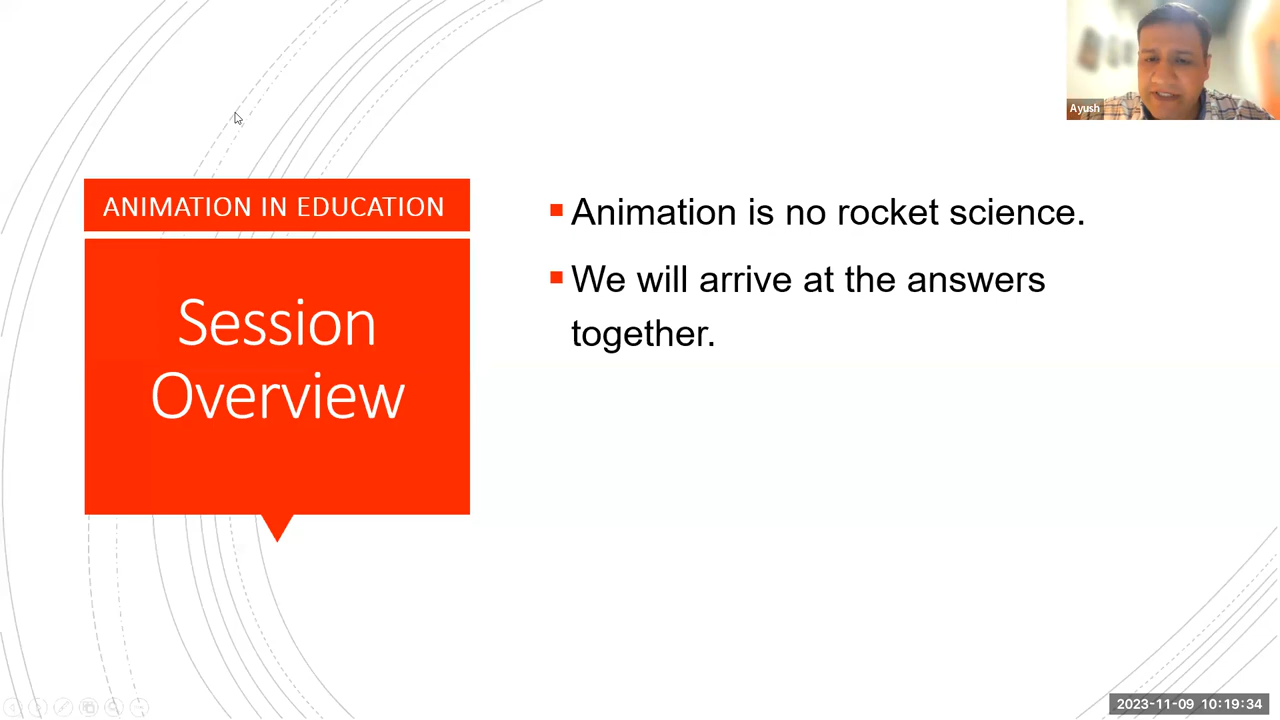 Ayush
ANIMATION IN EDUCATION
Session
Overview
Animation is no rocket science.
We will arrive at the answers
together.
2023-11-09 10:19:34